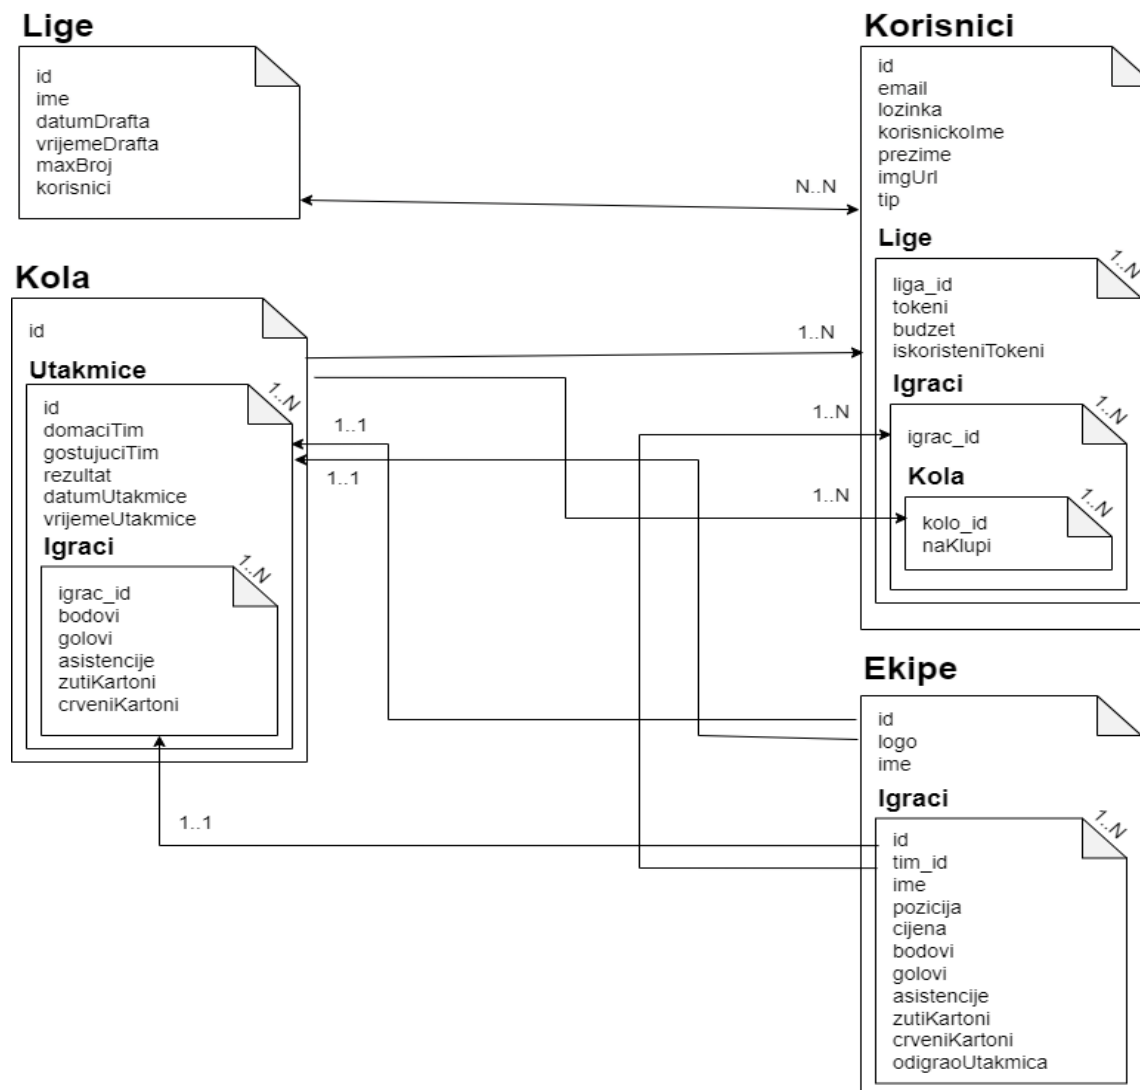 Lige
id
ime
datumDrafta
vrijemeDrafta
maxBroj
korisnici
N..N
Korisnici
id
email
lozinka
korisnickoIme
prezime
imgUrl
tip
Lige
1..N
liga_id
tokeni
budzet
iskoristeniTokeni
Igraci
1..N
igrac_id
Kola
1..N
kolo_id
naKlupi
Kola
id
Utakmice
1..N
id
domaciTim
gostujuciTim
rezultat
datumUtakmice
vrijemeUtakmice
Igraci
1..N
igrac_id
bodovi
golovi
asistencije
zutiKartoni
crveniKartoni
1..N
1..1
1..1
1..N
1..N
1..1
Ekipe
id
logo
ime
Igraci
1..N
id
tim_id
ime
pozicija
cijena
bodovi
golovi
asistencije
zutiKartoni
crveniKartoni
odigraoUtakmica